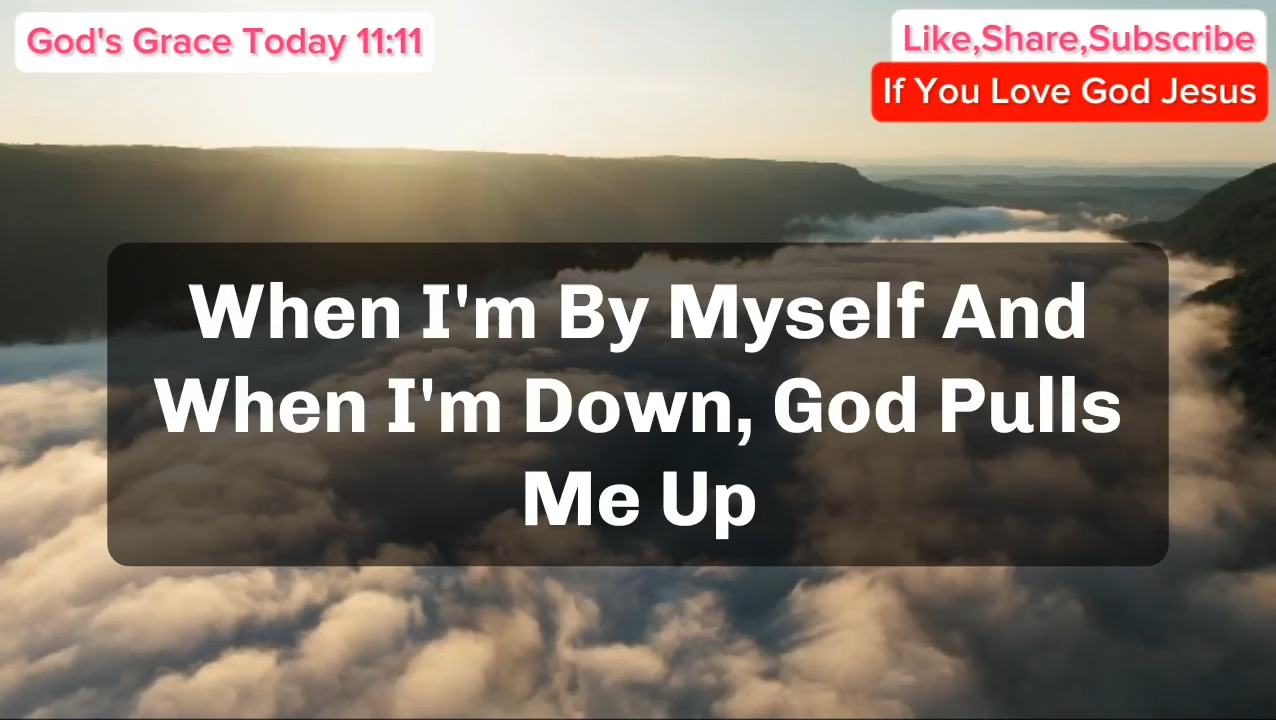 God's Grace Today 11:11
Like,Share,Subscribe
If You Love God Jesus
When I'm By Myself And
When I'm Down, God Pulls
Me Up